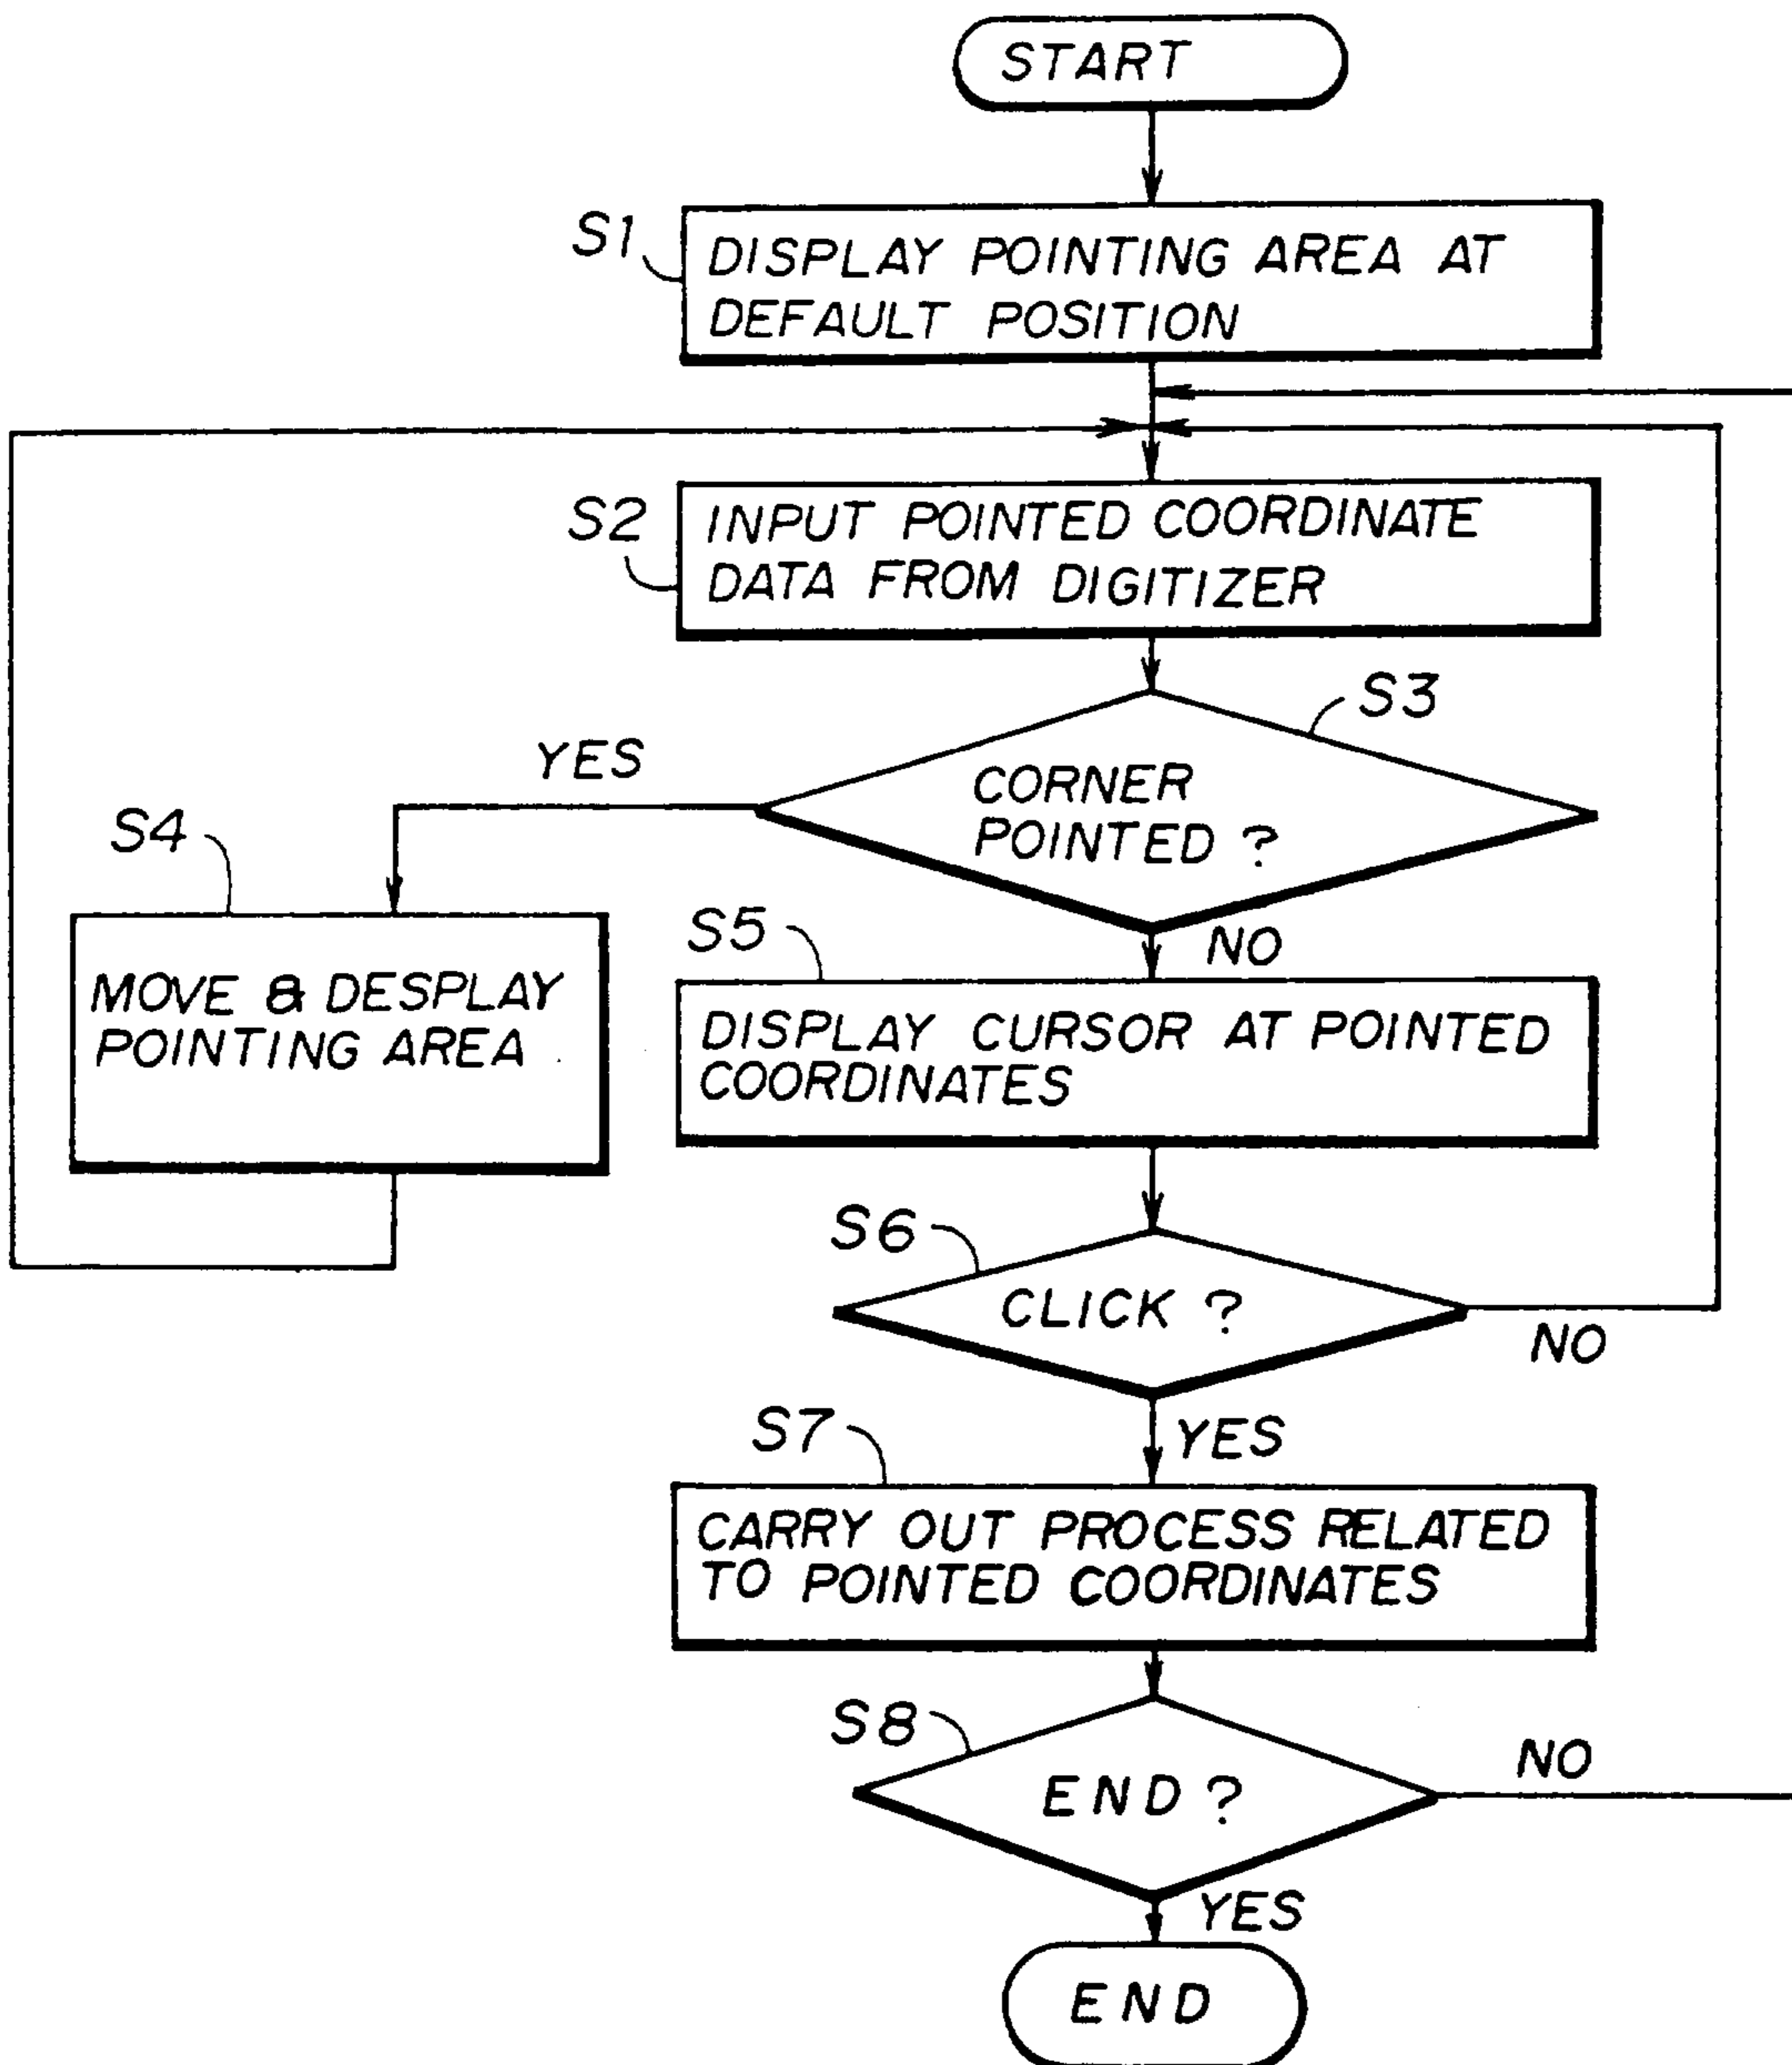 START
S1
DISPLAY POINTING AREA AT
DEFAULT POSITION
S2
INPUT POINTED COORDINATE
DATA FROM DIGITIZER
S3
CORNER
POINTED ?
YES
S4
MOVE & DESPLAY
POINTING AREA
NO
S5
DISPLAY CURSOR AT POINTED
COORDINATES
S6
CLICK ?
NO
YES
S7
CARRY OUT PROCESS RELATED
TO POINTED COORDINATES
S8
END ?
NO
YES
END